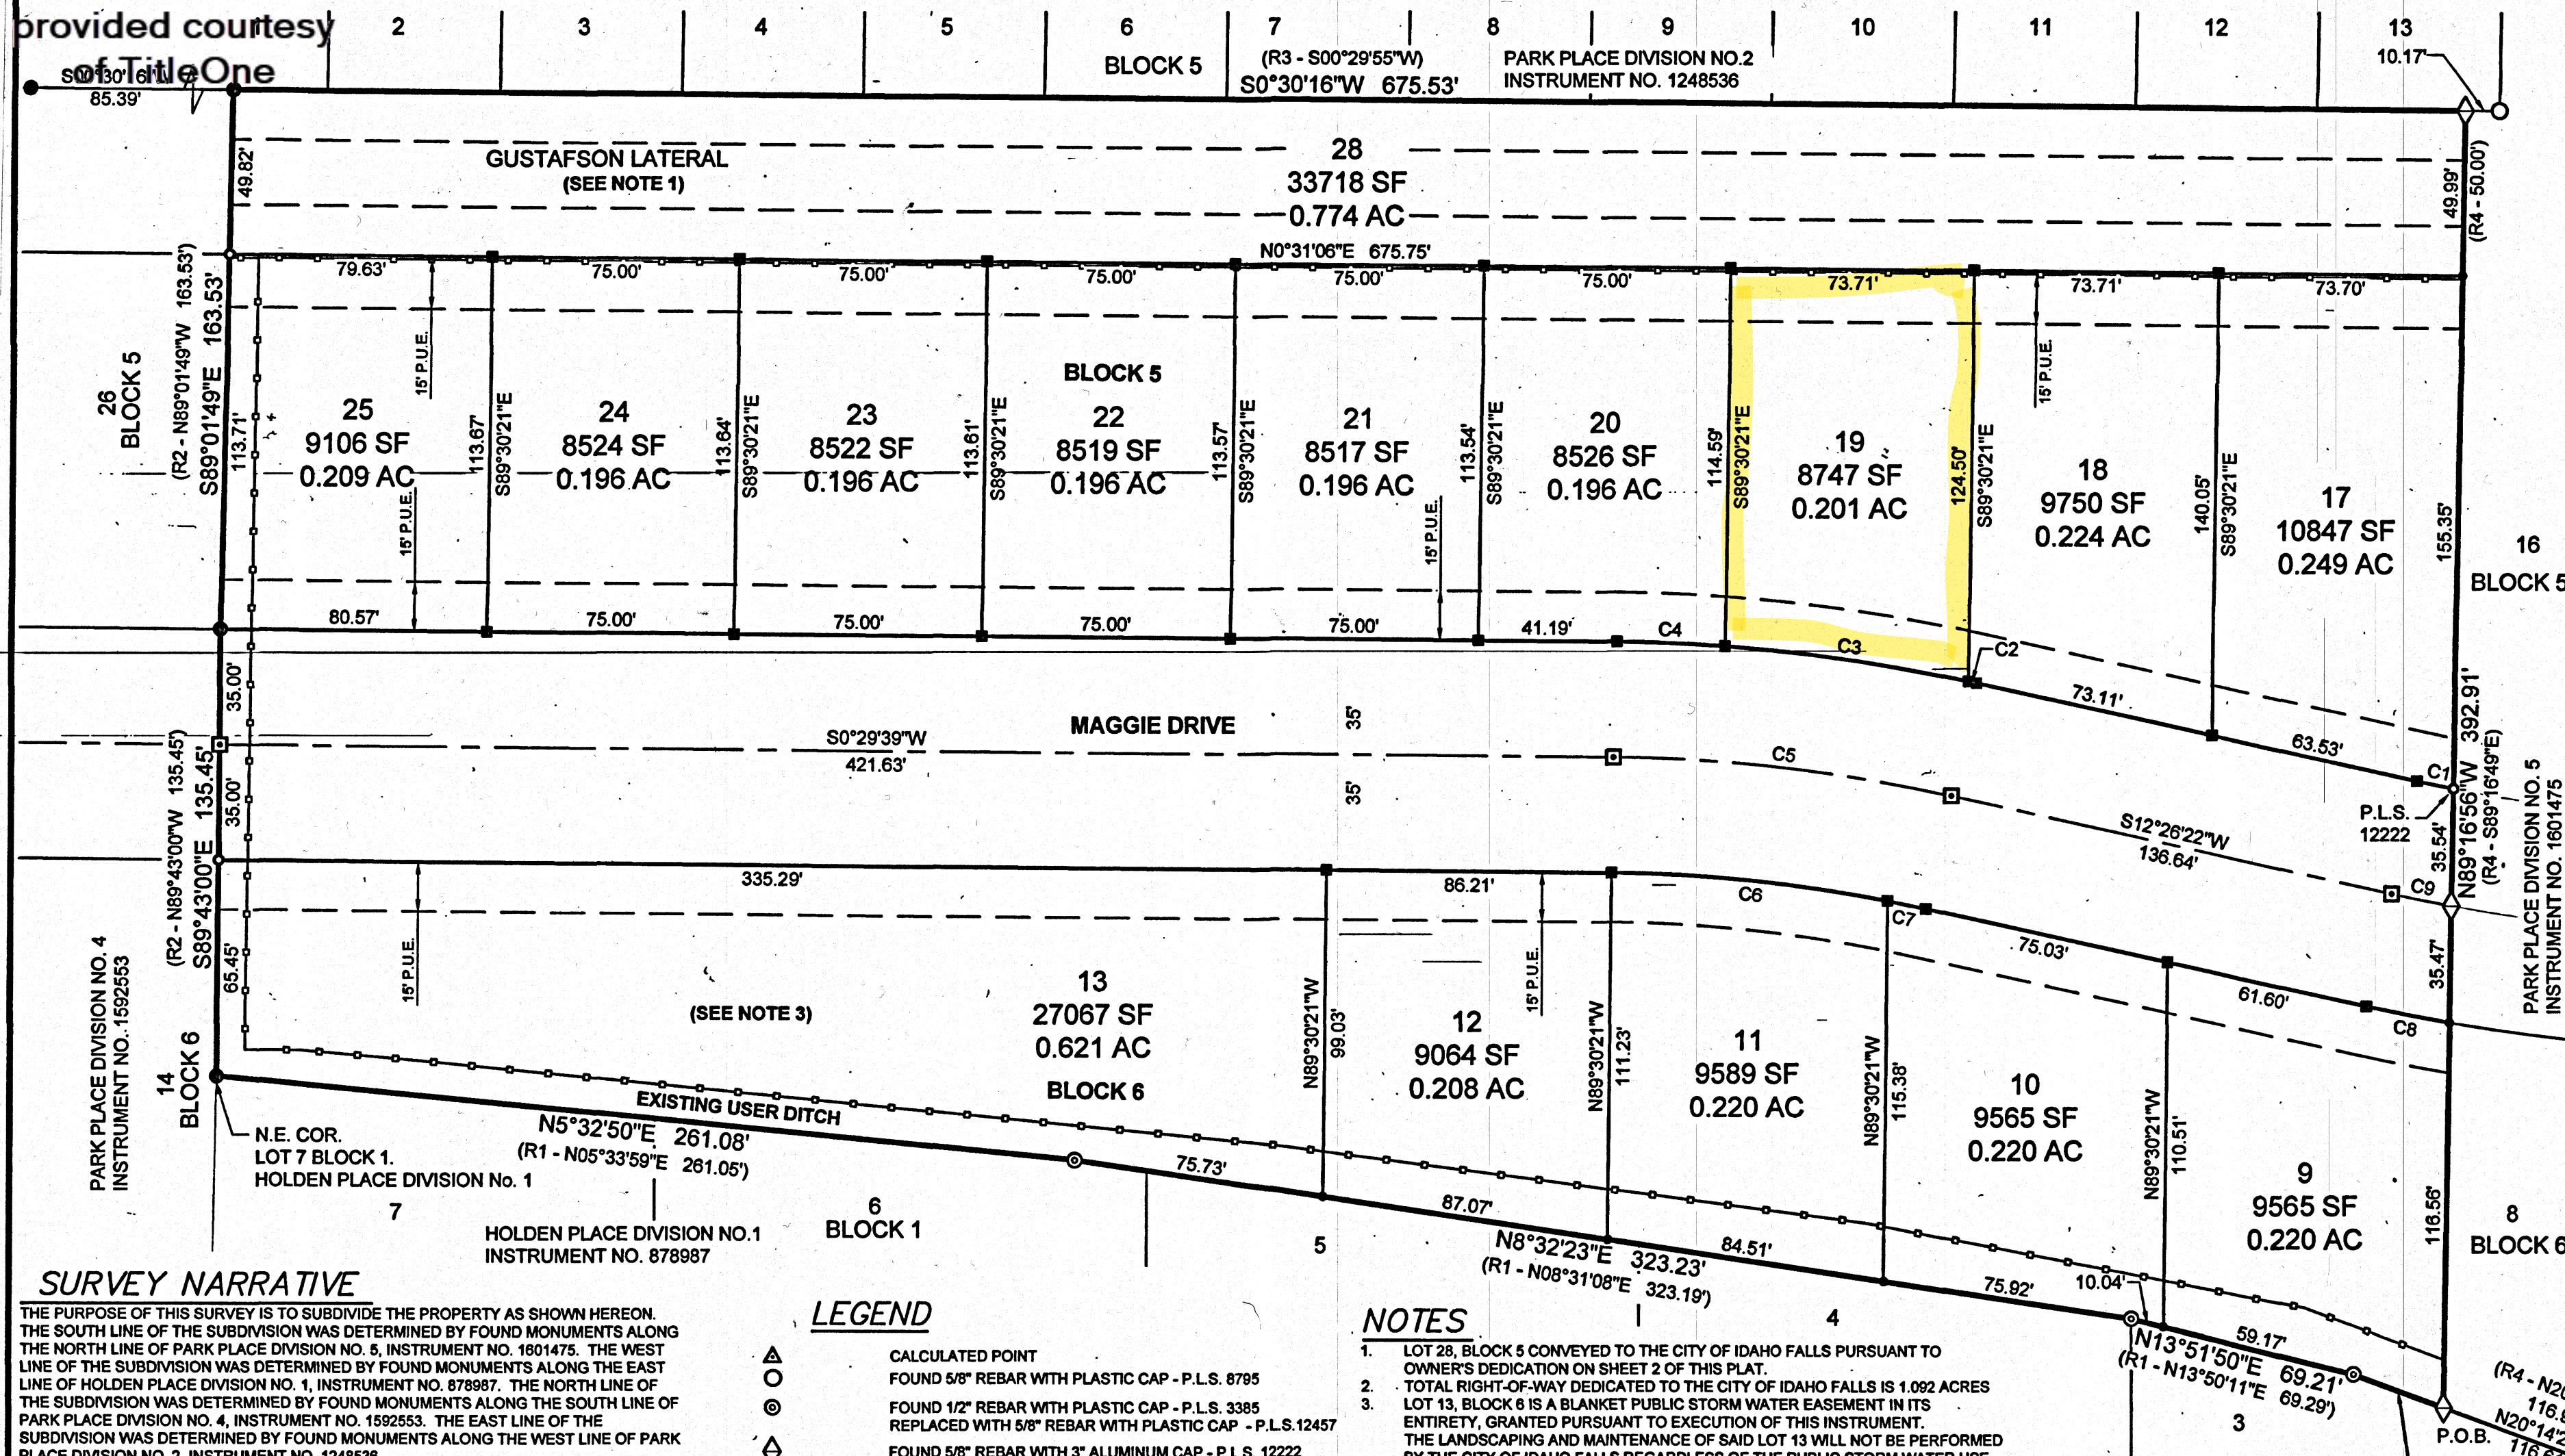 provided courtesy
of TitleOne
2
3
4
5
6
7
8
9
10
11
12
13
10.17'
BLOCK 5
(R3 - S00°29'55"W)
S0°30'16"W 675.53'
PARK PLACE DIVISION NO.2
INSTRUMENT NO. 1248536
85.39'
49.82'
GUSTAFSON LATERAL
(SEE NOTE 1)
28
33718 SF
0.774 AC
49.99'
(R4 - 50.00')
N0°31'06"E 675.75'
79.63'
75.00'
75.00'
75.00'
75.00'
75.00'
73.71'
73.71'
73.70'
(R2 - N89°01'49"W 163.53')
S89°01'49"E 163.53'
26
BLOCK 5
113.71'
15' P.U.E.
25
9106 SF
0.209 AC
15' P.U.E.
113.67'
S89°30'21"E
24
8524 SF
0.196 AC
113.64'
S89°30'21"E
23
8522 SF
0.196 AC
113.61'
S89°30'21"E
BLOCK 5
22
8519 SF
0.196 AC
113.57'
S89°30'21"E
21
8517 SF
0.196 AC
15' P.U.E.
113.54'
S89°30'21"E
20
8526 SF
0.196 AC
114.59'
S89°30'21"E
19
8747 SF
0.201 AC
124.50'
S89°30'21"E
15' P.U.E.
18
9750 SF
0.224 AC
140.05'
S89°30'21"E
17
10847 SF
0.249 AC
155.35'
16
BLOCK 5
80.57'
75.00'
75.00'
75.00'
75.00'
41.19'
C4
C3
C2
73.11'
63.53'
C1
P.L.S.
12222
35.00'
35.00'
(R2 - N89°43'00"W 135.45')
S89°43'00"E 135.45'
S0°29'39"W
421.63'
MAGGIE DRIVE
35'
35'
C5
S12°26'22"W
136.64'
C9
35.54'
N89°16'56"W 392.91'
(R4 - S89°16'49"E)
PARK PLACE DIVISION NO. 5
INSTRUMENT NO. 1601475
335.29'
86.21'
C6
C7
75.03'
61.60'
C8
35.47'
65.45'
15' P.U.E.
PARK PLACE DIVISION NO. 4
INSTRUMENT NO. 1592553
14
BLOCK 6
(SEE NOTE 3)
13
27067 SF
0.621 AC
BLOCK 6
N89°30'21"W
99.03'
12
9064 SF
0.208 AC
15' P.U.E.
N89°30'21"W
111.23'
11
9589 SF
0.220 AC
N89°30'21"W
115.38'
10
9565 SF
0.220 AC
N89°30'21"W
110.51'
9
9565 SF
0.220 AC
116.56'
8
BLOCK 6
EXISTING USER DITCH
N5°32'50"E 261.08'
(R1 - N05°33'59"E 261.05')
N.E. COR.
LOT 7 BLOCK 1.
HOLDEN PLACE DIVISION No. 1
7
HOLDEN PLACE DIVISION NO.1
INSTRUMENT NO. 878987
6
BLOCK 1
75.73'
5
87.07'
N8°32'23"E 323.23'
(R1 - N08°31'08"E 323.19')
84.51'
4
75.92'
10.04'
59.17'
N13°51'50"E 69.21'
(R1 - N13°50'11"E 69.29')
3
P.O.B.
SURVEY NARRATIVE
THE PURPOSE OF THIS SURVEY IS TO SUBDIVIDE THE PROPERTY AS SHOWN HEREON.
THE SOUTH LINE OF THE SUBDIVISION WAS DETERMINED BY FOUND MONUMENTS ALONG
THE NORTH LINE OF PARK PLACE DIVISION NO. 5, INSTRUMENT NO. 1601475. THE WEST
LINE OF THE SUBDIVISION WAS DETERMINED BY FOUND MONUMENTS ALONG THE EAST
LINE OF HOLDEN PLACE DIVISION NO. 1, INSTRUMENT NO. 878987. THE NORTH LINE OF
THE SUBDIVISION WAS DETERMINED BY FOUND MONUMENTS ALONG THE SOUTH LINE OF
PARK PLACE DIVISION NO. 4, INSTRUMENT NO. 1592553. THE EAST LINE OF THE
SUBDIVISION WAS DETERMINED BY FOUND MONUMENTS ALONG THE WEST LINE OF PARK
PLACE DIVISION NO. 2, INSTRUMENT NO. 1248536
LEGEND
CALCULATED POINT
FOUND 5/8" REBAR WITH PLASTIC CAP - P.L.S. 8795
FOUND 1/2" REBAR WITH PLASTIC CAP - P.L.S. 3385
REPLACED WITH 5/8" REBAR WITH PLASTIC CAP - P.L.S.12457
FOUND 5/8" REBAR WITH 3" ALUMINUM CAP - P.L.S. 12222
NOTES
1. LOT 28, BLOCK 5 CONVEYED TO THE CITY OF IDAHO FALLS PURSUANT TO
OWNER'S DEDICATION ON SHEET 2 OF THIS PLAT.
2. TOTAL RIGHT-OF-WAY DEDICATED TO THE CITY OF IDAHO FALLS IS 1.092 ACRES
3. LOT 13, BLOCK 6 IS A BLANKET PUBLIC STORM WATER EASEMENT IN ITS
ENTIRETY, GRANTED PURSUANT TO EXECUTION OF THIS INSTRUMENT.
THE LANDSCAPING AND MAINTENANCE OF SAID LOT 13 WILL NOT BE PERFORMED